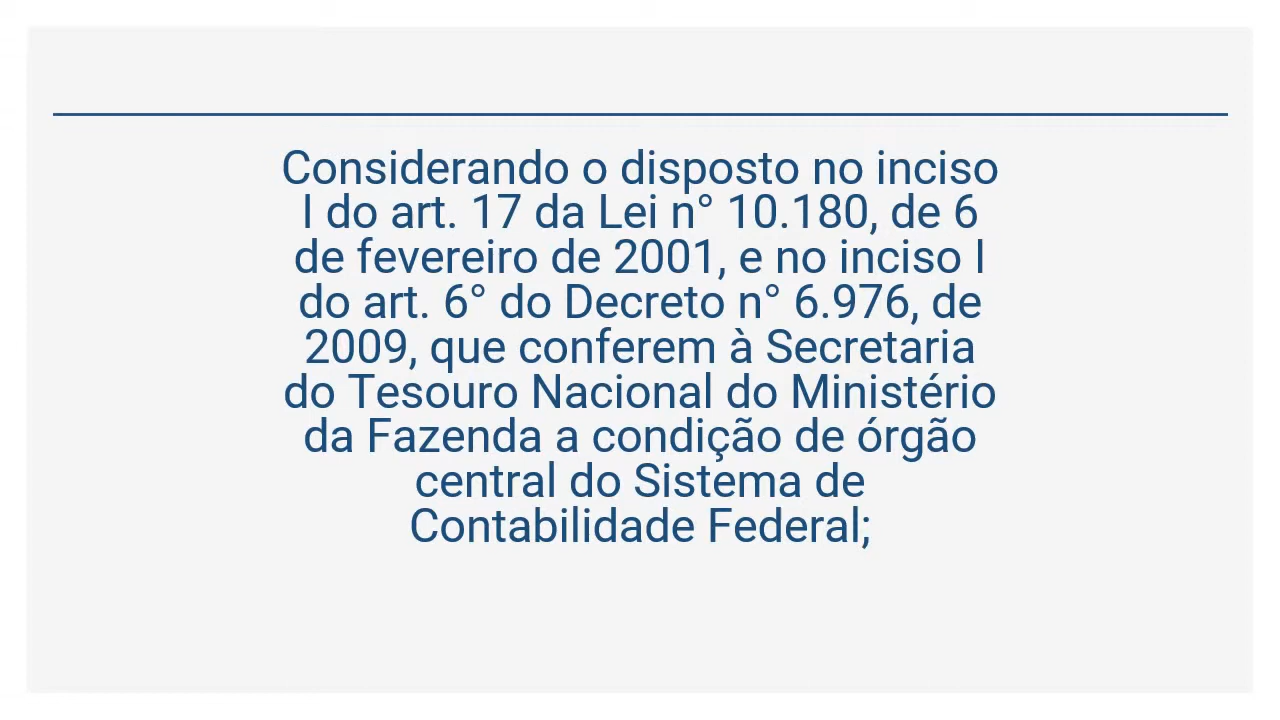 Considerando o disposto no inciso
I do art. 17 da Lei n° 10.180, de 6
de fevereiro de 2001, e no inciso I
do art. 6° do Decreto n° 6.976, de
2009, que conferem à Secretaria
do Tesouro Nacional do Ministério
da Fazenda a condição de órgão
central do Sistema de
Contabilidade Federal;